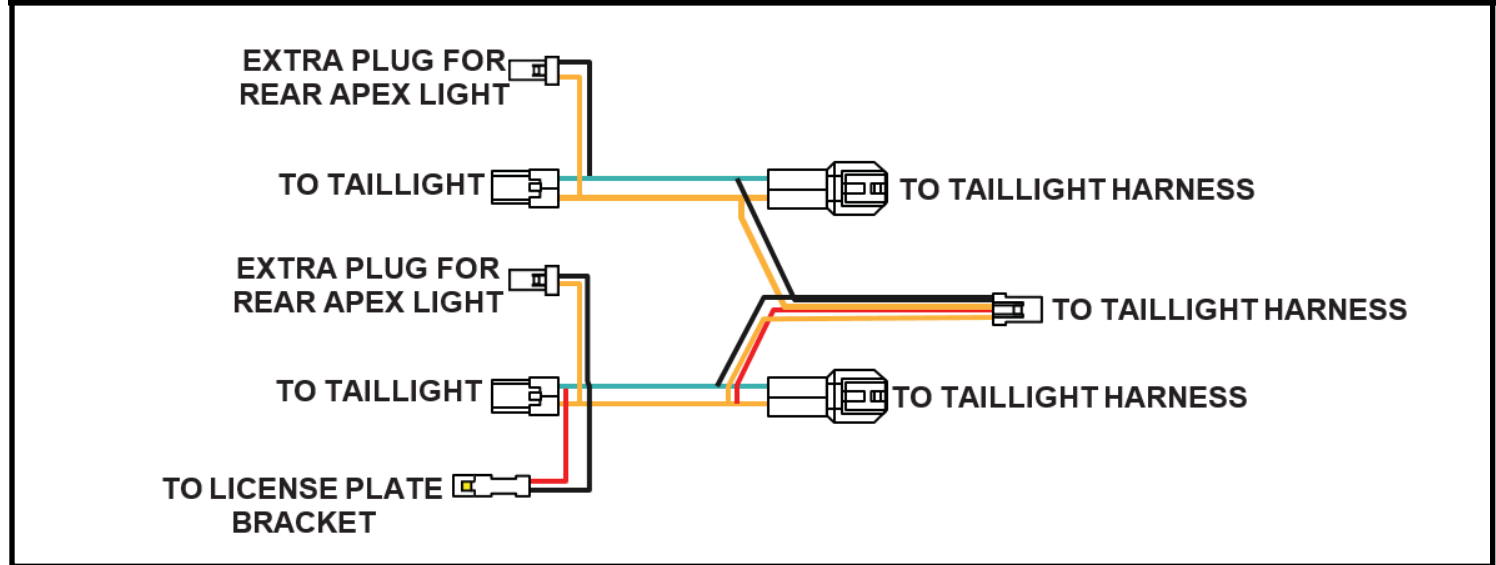 EXTRA PLUG FOR
REAR APEX LIGHT
TO TAILLIGHT
TO TAILLIGHT HARNESS
EXTRA PLUG FOR
REAR APEX LIGHT
TO TAILLIGHT HARNESS
TO TAILLIGHT
TO TAILLIGHT HARNESS
TO LICENSE PLATE
BRACKET